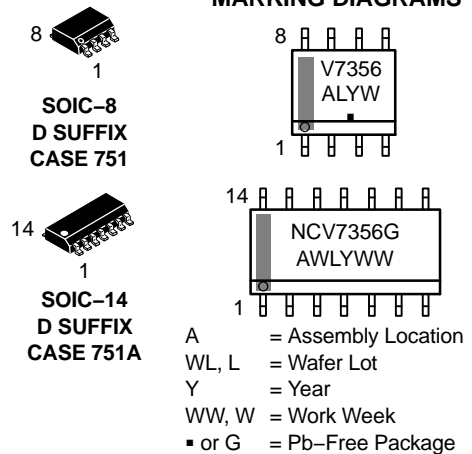 MARKING DIAGRAMS
8
1
SOIC−8
D SUFFIX
CASE 751
8
V7356
ALYW
▪
1
14
1
SOIC−14
D SUFFIX
CASE 751A
14
NCV7356G
AWLYWW
1
A = Assembly Location
WL, L = Wafer Lot
Y = Year
WW, W = Work Week
▪ or G = Pb−Free Package